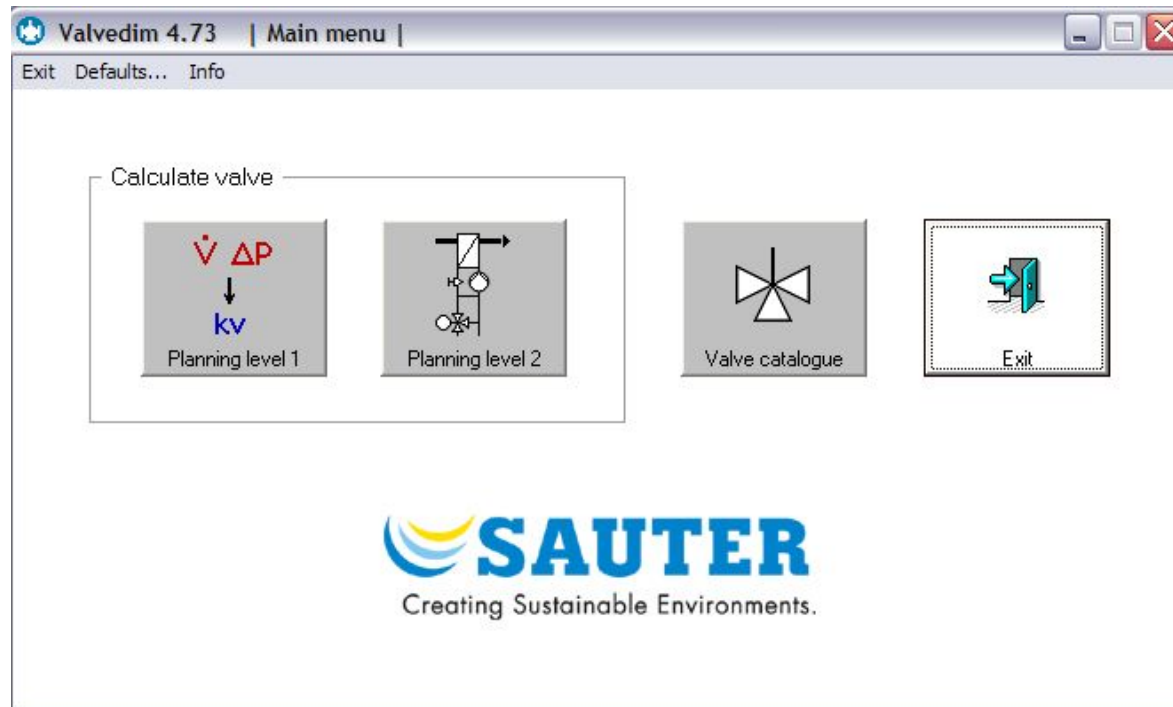 Valvedim 4.73 | Main menu |
Exit Defaults... Info
Calculate valve
V̇ ΔP
kv
Planning level 1
Planning level 2
Valve catalogue
Exit
SAUTER
Creating Sustainable Environments.